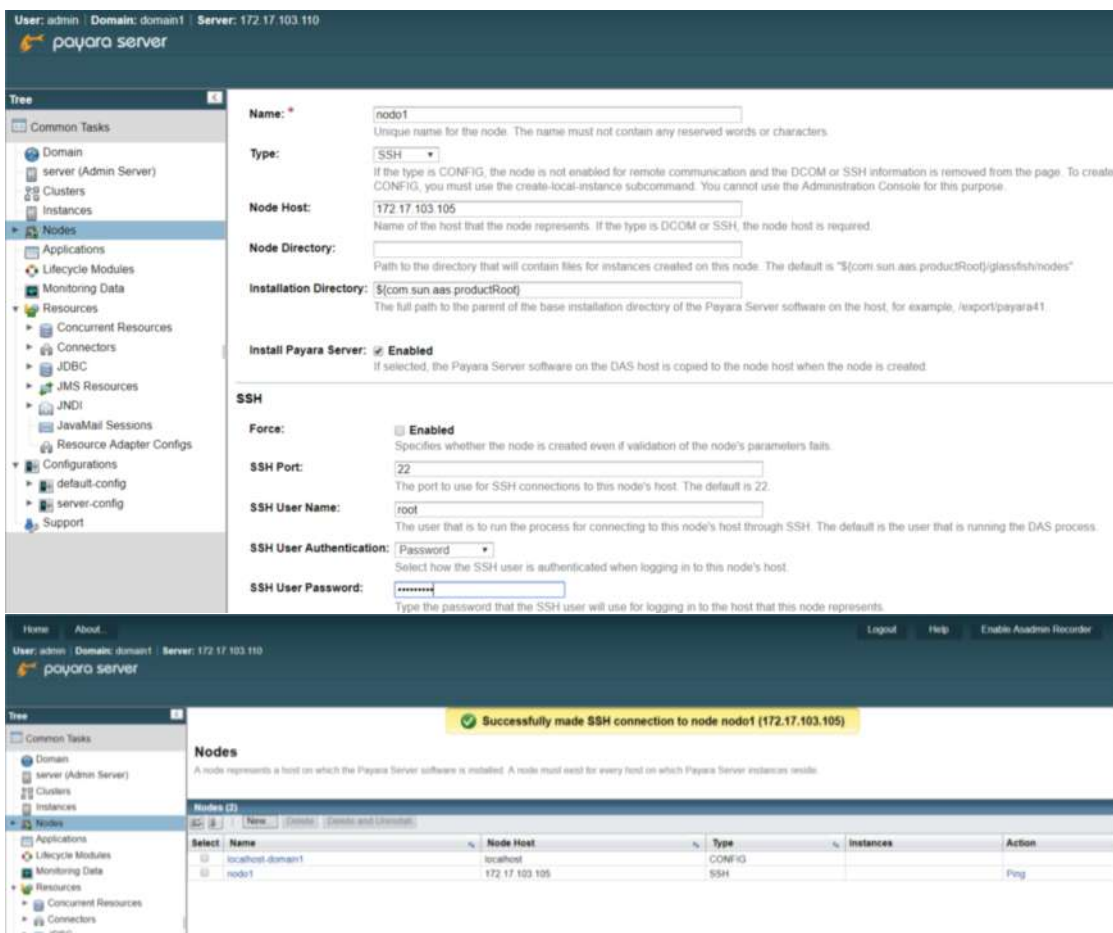 User: admin | Domain: domain1 | Server: 172.17.103.110
payara server
Tree
Common Tasks
Domain
server (Admin Server)
Clusters
Instances
Nodes
Applications
Lifecycle Modules
Monitoring Data
Resources
Concurrent Resources
Connectors
JDBC
JMS Resources
JNDI
JavaMail Sessions
Resource Adapter Configs
Configurations
default-config
server-config
Support
Name: * nodo1
Unique name for the node. The name must not contain any reserved words or characters.
Type: SSH
If the type is CONFIG, the node is not enabled for remote communication and the DCOM or SSH information is removed from the page. To create
CONFIG, you must use the create-local-instance subcommand. You cannot use the Administration Console for this purpose.
Node Host: 172.17.103.105
Name of the host that the node represents. If the type is DCOM or SSH, the node host is required.
Node Directory:
Path to the directory that will contain files for instances created on this node. The default is "${com.sun.aas.productRoot}/glassfish/nodes"
Installation Directory: ${com.sun.aas.productRoot}
The full path to the parent of the base installation directory of the Payara Server software on the host, for example, /export/payara41.
Install Payara Server: Enabled
If selected, the Payara Server software on the DAS host is copied to the node host when the node is created.
SSH
Force: Enabled
Specifies whether the node is created even if validation of the node's parameters fails.
SSH Port: 22
The port to use for SSH connections to this node's host. The default is 22.
SSH User Name: root
The user that is to run the process for connecting to this node's host through SSH. The default is the user that is running the DAS process.
SSH User Authentication: Password
Select how the SSH user is authenticated when logging in to this node's host.
SSH User Password: •••••••••
Type the password that the SSH user will use for logging in to the host that this node represents.
Home About... Logout Help Enable Asadmin Recorder
User: admin | Domain: domain1 | Server: 172.17.103.110
payara server
Tree
Common Tasks
Domain
server (Admin Server)
Clusters
Instances
Nodes
Applications
Lifecycle Modules
Monitoring Data
Resources
Concurrent Resources
Connectors
Successfully made SSH connection to node nodo1 (172.17.103.105)
Nodes
A node represents a host on which the Payara Server software is installed. A node must exist for every host on which Payara Server instances reside.
Nodes (2)
New... Delete Delete and Uninstall
Select Name Node Host Type Instances Action
localhost-domain1 localhost CONFIG
nodo1 172.17.103.105 SSH Ping